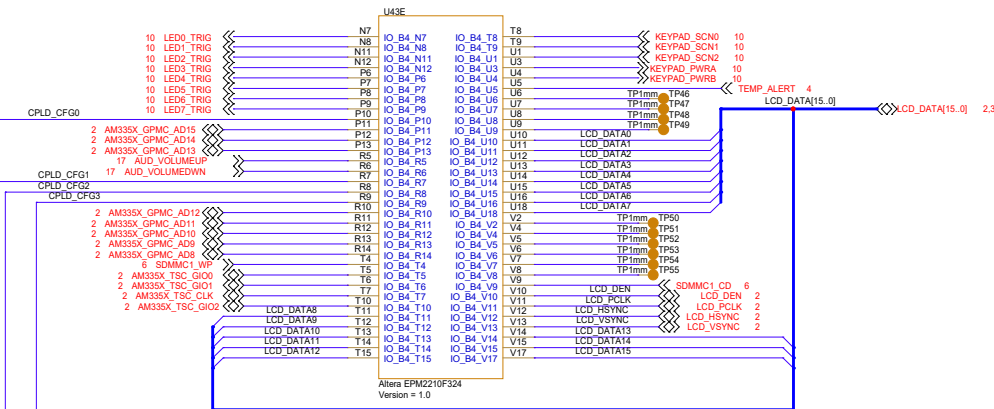 U43E
N7 T8
10 LED0_TRIG IO_B4_N7 IO_B4_T8 KEYPAD_SCN0 10
N8 T9
10 LED1_TRIG IO_B4_N8 IO_B4_T9 KEYPAD_SCN1 10
N11 U1
10 LED2_TRIG IO_B4_N11 IO_B4_U1 KEYPAD_SCN2 10
N12 U3
10 LED3_TRIG IO_B4_N12 IO_B4_U3 KEYPAD_PWRA 10
P6 U4
10 LED4_TRIG IO_B4_P6 IO_B4_U4 KEYPAD_PWRB 10
P7 U5
10 LED5_TRIG IO_B4_P7 IO_B4_U5 TEMP_ALERT 4
P8 U6 TP1mm TP46
10 LED6_TRIG IO_B4_P8 IO_B4_U6 LCD_DATA[15..0]
P9 U7 TP1mm TP47
10 LED7_TRIG IO_B4_P9 IO_B4_U7 LCD_DATA[15..0] 2,3
CPLD_CFG0 P10 U8 TP1mm TP48
IO_B4_P10 IO_B4_U8
P11 U9 TP1mm TP49
2 AM335X_GPMC_AD15 IO_B4_P11 IO_B4_U9
P12 U10 LCD_DATA0
2 AM335X_GPMC_AD14 IO_B4_P12 IO_B4_U10
P13 U11 LCD_DATA1
2 AM335X_GPMC_AD13 IO_B4_P13 IO_B4_U11
R5 U12 LCD_DATA2
17 AUD_VOLUMEUP IO_B4_R5 IO_B4_U12
R6 U13 LCD_DATA3
17 AUD_VOLUMEDWN IO_B4_R6 IO_B4_U13
CPLD_CFG1 R7 U14 LCD_DATA4
IO_B4_R7 IO_B4_U14
CPLD_CFG2 R8 U15 LCD_DATA5
IO_B4_R8 IO_B4_U15
CPLD_CFG3 R9 U16 LCD_DATA6
IO_B4_R9 IO_B4_U16
R10 U18 LCD_DATA7
2 AM335X_GPMC_AD12 IO_B4_R10 IO_B4_U18
R11 V2 TP1mm TP50
2 AM335X_GPMC_AD11 IO_B4_R11 IO_B4_V2
R12 V4 TP1mm TP51
2 AM335X_GPMC_AD10 IO_B4_R12 IO_B4_V4
R13 V5 TP1mm TP52
2 AM335X_GPMC_AD9 IO_B4_R13 IO_B4_V5
R14 V6 TP1mm TP53
2 AM335X_GPMC_AD8 IO_B4_R14 IO_B4_V6
T4 V7 TP1mm TP54
6 SDMMC1_WP IO_B4_T4 IO_B4_V7
T5 V8 TP1mm TP55
2 AM335X_TSC_GIO0 IO_B4_T5 IO_B4_V8
T6 V9
2 AM335X_TSC_GIO1 IO_B4_T6 IO_B4_V9 SDMMC1_CD 6
T7 V10 LCD_DEN
2 AM335X_TSC_CLK IO_B4_T7 IO_B4_V10 LCD_DEN 2
T10 V11 LCD_PCLK
2 AM335X_TSC_GIO2 IO_B4_T10 IO_B4_V11 LCD_PCLK 2
LCD_DATA8 T11 V12 LCD_HSYNC
IO_B4_T11 IO_B4_V12 LCD_HSYNC 2
LCD_DATA9 T12 V13 LCD_VSYNC
IO_B4_T12 IO_B4_V13 LCD_VSYNC 2
LCD_DATA10 T13 V14 LCD_DATA13
IO_B4_T13 IO_B4_V14
LCD_DATA11 T14 V15 LCD_DATA14
IO_B4_T14 IO_B4_V15
LCD_DATA12 T15 V17 LCD_DATA15
IO_B4_T15 IO_B4_V17
Altera EPM2210F324
Version = 1.0